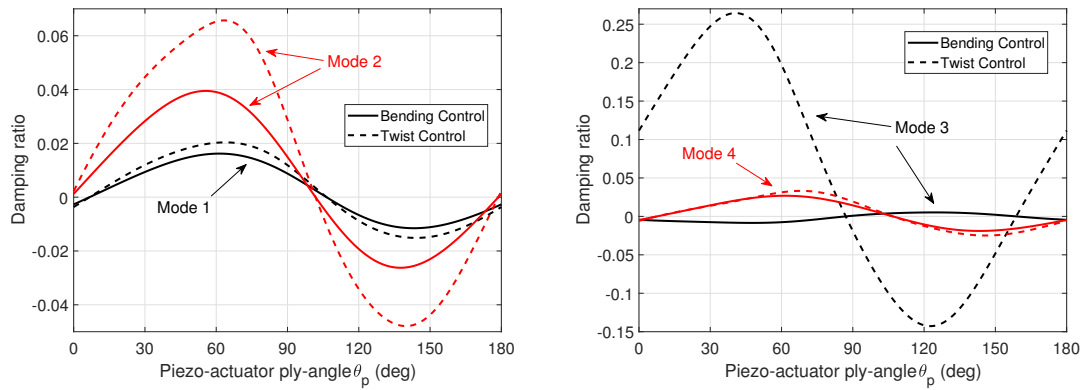 0.06
0.04
0.02
0
-0.02
-0.04
Damping ratio
Mode 2
Bending Control
Twist Control
Mode 1
0 30 60 90 120 150 180
Piezo-actuator ply-angle θp (deg)
0.25
0.2
0.15
0.1
0.05
0
-0.05
-0.1
-0.15
Damping ratio
Bending Control
Twist Control
Mode 3
Mode 4
0 30 60 90 120 150 180
Piezo-actuator ply-angle θp (deg)